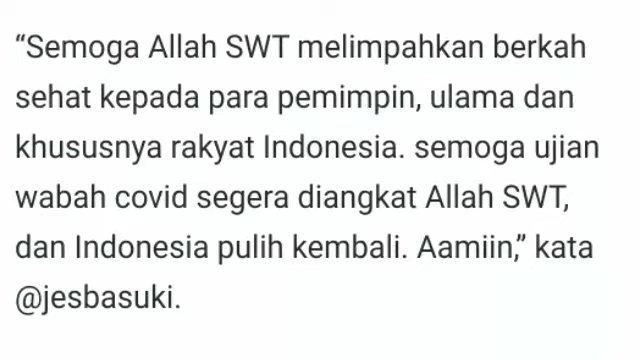 “Semoga Allah SWT melimpahkan berkah
sehat kepada para pemimpin, ulama dan
khususnya rakyat Indonesia. semoga ujian
wabah covid segera diangkat Allah SWT,
dan Indonesia pulih kembali. Aamiin,” kata
@jesbasuki.